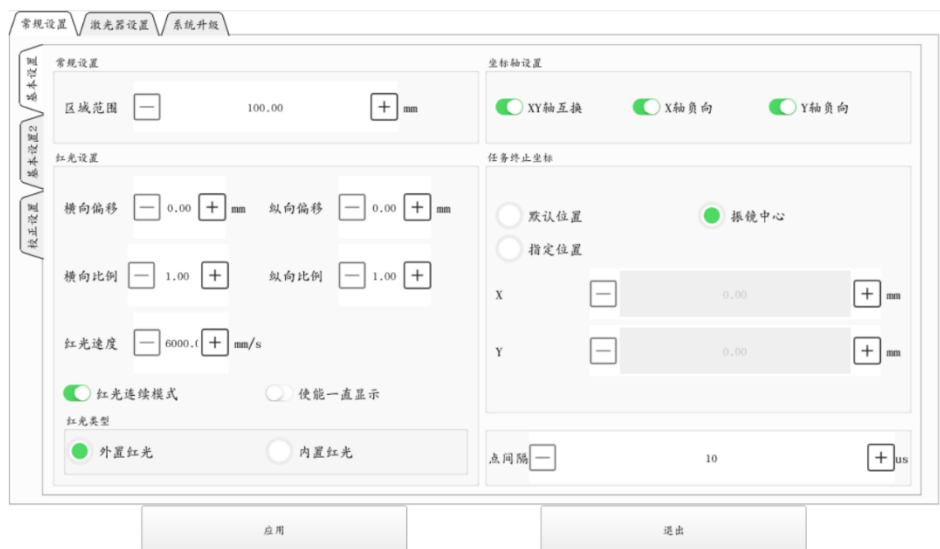 常规设置 激光器设置 系统升级
基本设置
基本设置2
校正设置
常规设置
区域范围 100.00 mm
红光设置
横向偏移 0.00 mm 纵向偏移 0.00 mm
横向比例 1.00 纵向比例 1.00
红光速度 6000.( mm/s
红光连续模式 使能一直显示
红光类型
外置红光 内置红光
坐标轴设置
XY轴互换 X轴负向 Y轴负向
任务终止坐标
默认位置 振镜中心
指定位置
X 0.00 mm
Y 0.00 mm
点间隔 10 us
应用 退出